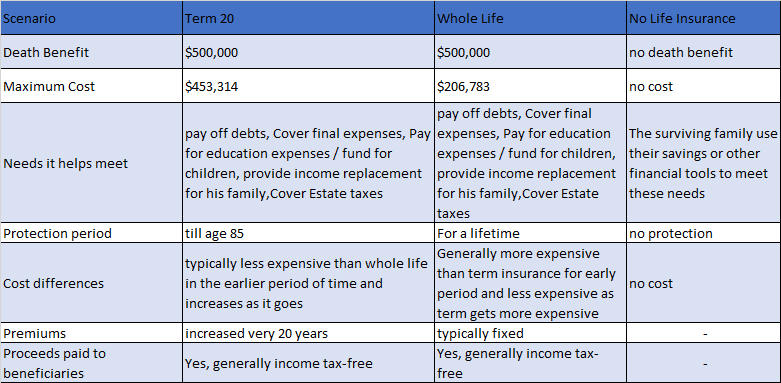 Scenario
Term 20
Whole Life
No Life Insurance
Death Benefit
$500,000
$500,000
no death benefit
Maximum Cost
$453,314
$206,783
no cost
Needs it helps meet
pay off debts, Cover final expenses, Pay
for education expenses / fund for
children, provide income replacement
for his family,Cover Estate taxes
pay off debts, Cover final
expenses, Pay for education
expenses / fund for children,
provide income replacement
for his family,Cover Estate
taxes
The surviving family use
their savings or other
financial tools to meet
these needs
Protection period
till age 85
For a lifetime
no protection
Cost differences
typically less expensive than whole life
in the earlier period of time and
increases as it goes
Generally more expensive
than term insurance for early
period and less expensive as
term gets more expensive
no cost
Premiums
increased very 20 years
typically fixed
-
Proceeds paid to
beneficiaries
Yes, generally income tax-free
Yes, generally income tax-
free
-